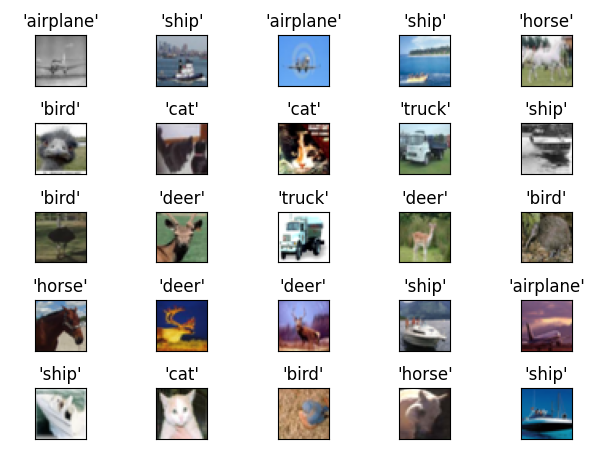 'airplane' 'ship' 'airplane' 'ship' 'horse'
'bird' 'cat' 'cat' 'truck' 'ship'
'bird' 'deer' 'truck' 'deer' 'bird'
'horse' 'deer' 'deer' 'ship' 'airplane'
'ship' 'cat' 'bird' 'horse' 'ship'